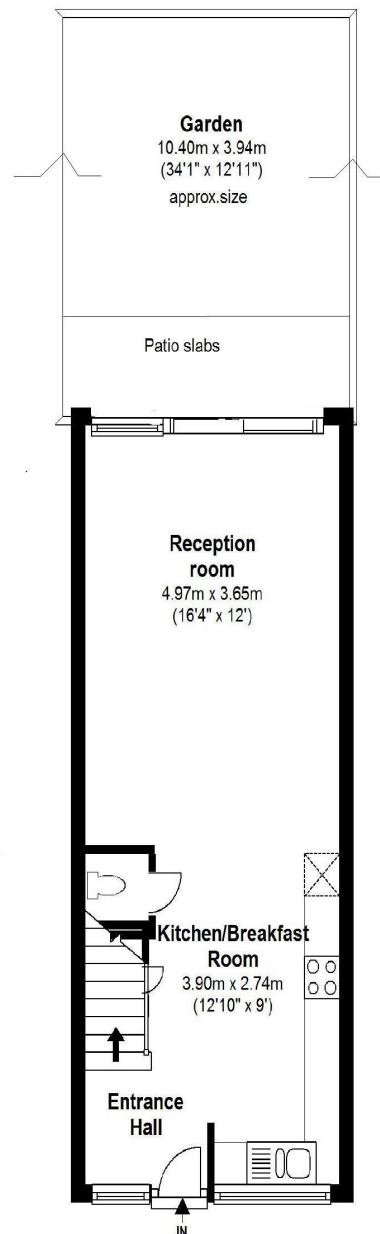 Garden
10.40m x 3.94m
(34'1" x 12'11")
approx.size
Patio slabs
Reception
room
4.97m x 3.65m
(16'4" x 12')
Kitchen/Breakfast
Room
3.90m x 2.74m
(12'10" x 9')
Entrance
Hall
IN